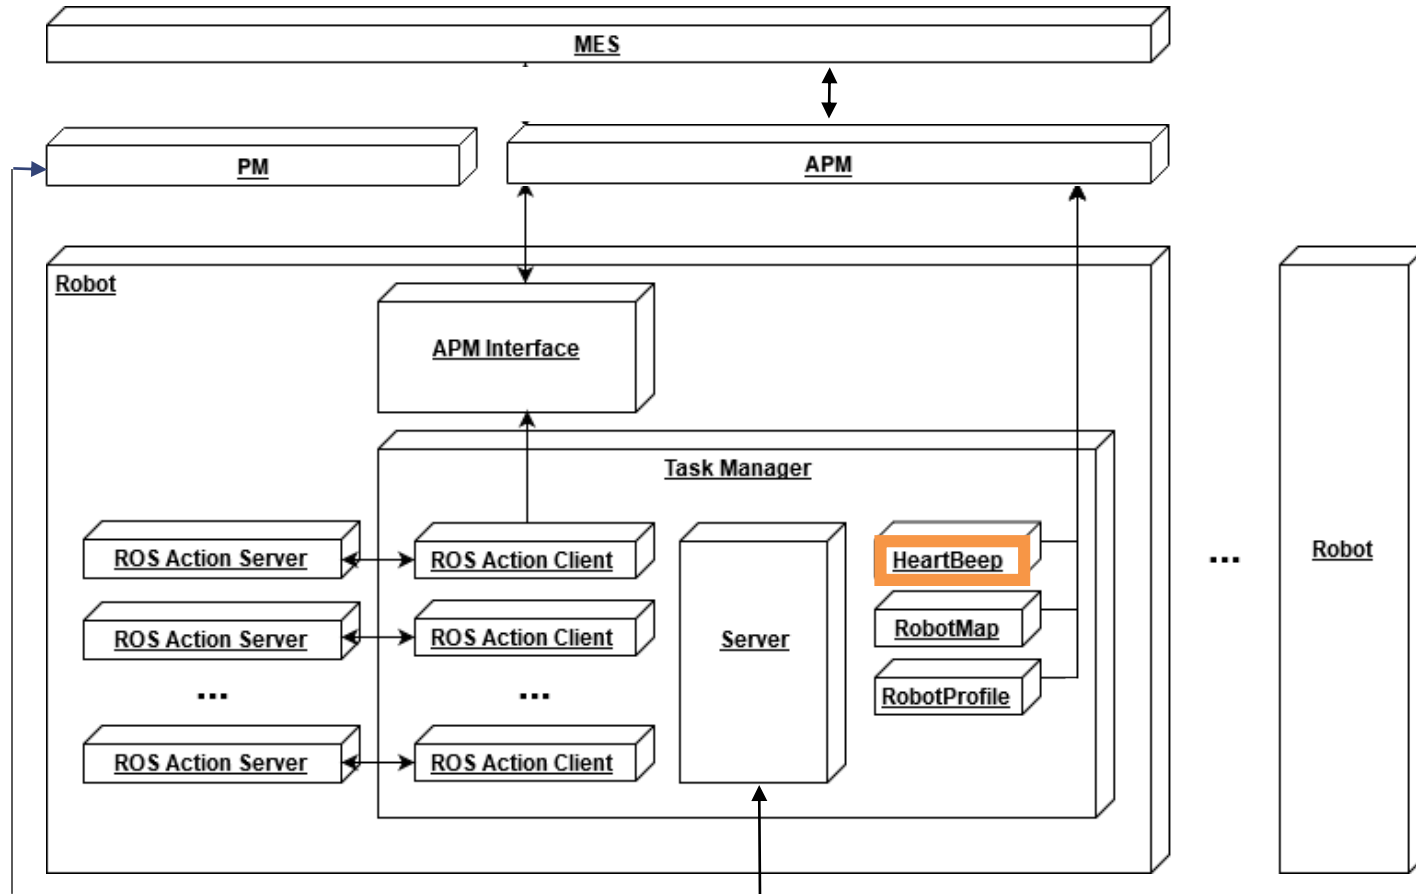 MES
PM
APM
Robot
APM Interface
Task Manager
ROS Action Server
ROS Action Client
HeartBeep
ROS Action Server
ROS Action Client
Server
RobotMap
RobotProfile
...
...
ROS Action Server
ROS Action Client
...
Robot